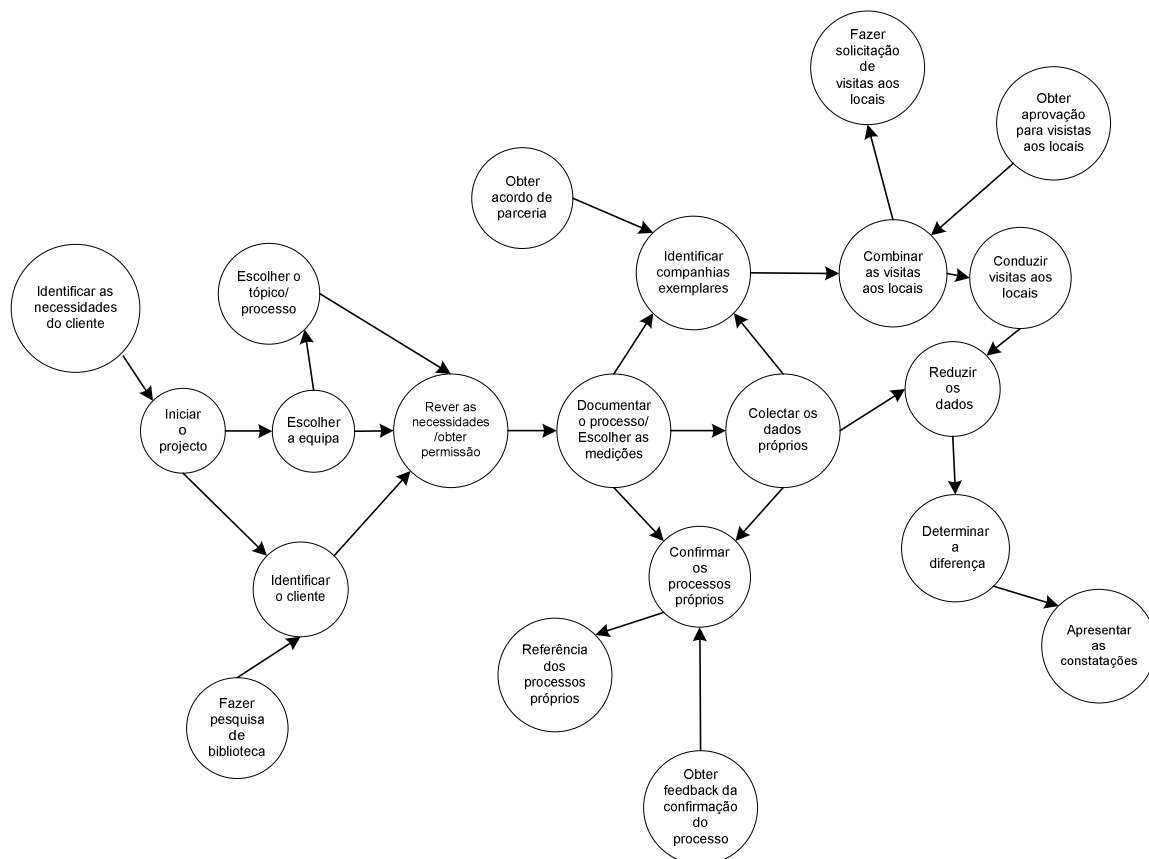 Fazer
solicitação
de
visitas aos
locais
Obter
aprovação
para visistas
aos locais
Obter
acordo de
parceria
Identificar
companhias
exemplares
Combinar
as visitas
aos locais
Conduzir
visitas aos
locais
Identificar as
necessidades
do cliente
Escolher o
tópico/
processo
Iniciar
o
projecto
Escolher
a equipa
Rever as
necessidades
/obter
permissão
Documentar
o processo/
Escolher as
medições
Colectar os
dados
próprios
Reduzir
os
dados
Determinar
a
diferença
Apresentar
as
constatações
Identificar
o cliente
Confirmar
os
processos
próprios
Referência
dos
processos
próprios
Fazer
pesquisa
de
biblioteca
Obter
feedback da
confirmação
do
processo